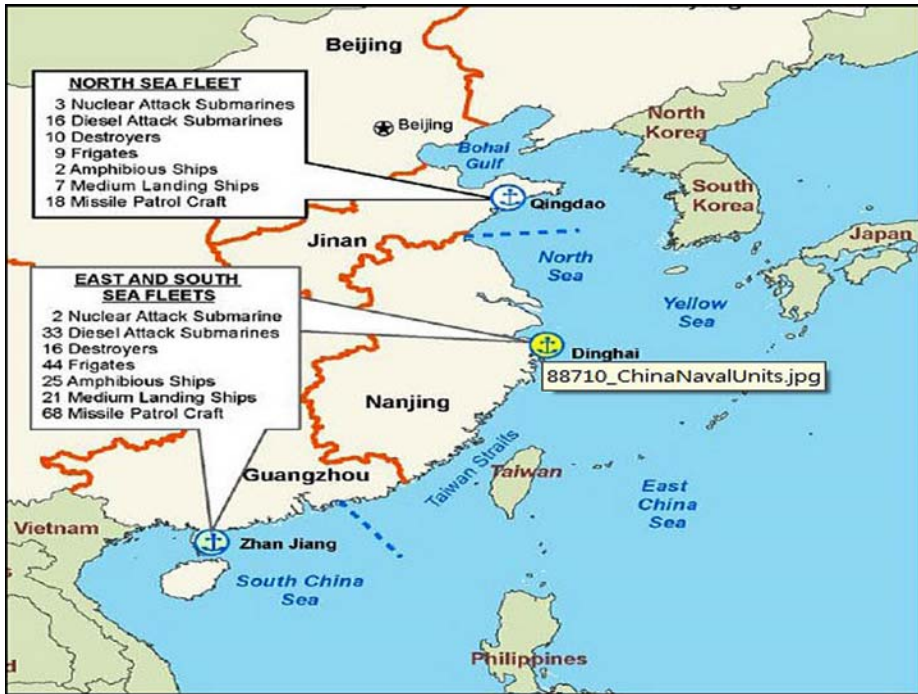 Beijing
NORTH SEA FLEET
3 Nuclear Attack Submarines
16 Diesel Attack Submarines
10 Destroyers
9 Frigates
2 Amphibious Ships
7 Medium Landing Ships
18 Missile Patrol Craft
Beijing
Bohai
Gulf
North
Korea
South
Korea
Qingdao
Jinan
Japan
North
Sea
Yellow
Sea
EAST AND SOUTH
SEA FLEETS
2 Nuclear Attack Submarine
33 Diesel Attack Submarines
16 Destroyers
44 Frigates
25 Amphibious Ships
21 Medium Landing Ships
68 Missile Patrol Craft
Dinghai
88710_ChinaNavalUnits.jpg
Nanjing
Taiwan Straits
Taiwan
Guangzhou
East
China
Sea
Vietnam
Zhan Jiang
South China
Sea
Philippines